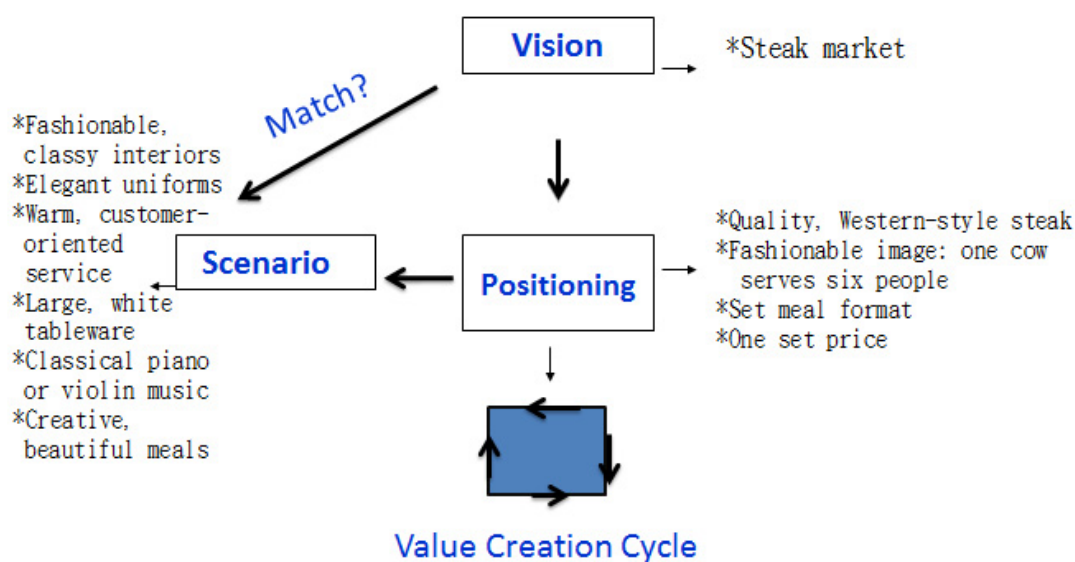 Vision
*Steak market
Match?
*Fashionable,
classy interiors
*Elegant uniforms
*Warm, customer-
oriented
service
*Large, white
tableware
*Classical piano
or violin music
*Creative,
beautiful meals
Scenario
Positioning
*Quality, Western-style steak
*Fashionable image: one cow
serves six people
*Set meal format
*One set price
Value Creation Cycle